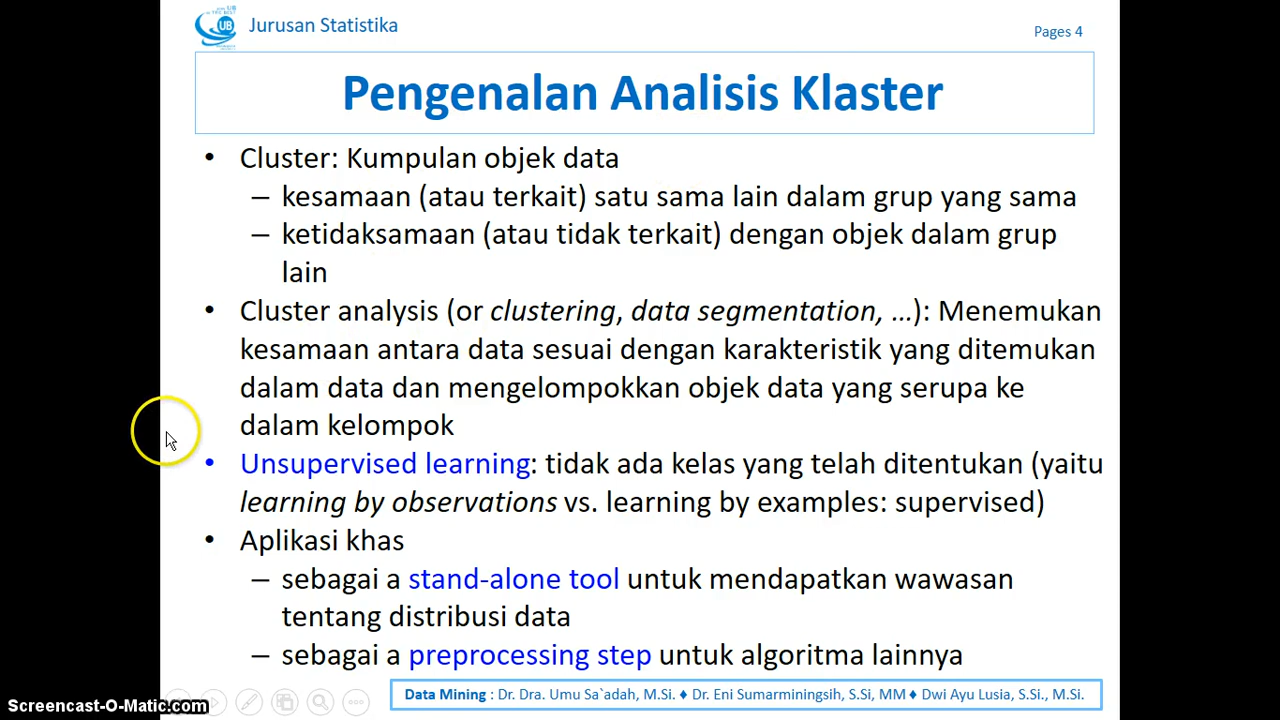 Jurusan Statistika
Pages 4
Pengenalan Analisis Klaster
• Cluster: Kumpulan objek data
– kesamaan (atau terkait) satu sama lain dalam grup yang sama
– ketidaksamaan (atau tidak terkait) dengan objek dalam grup
lain
• Cluster analysis (or clustering, data segmentation, …): Menemukan
kesamaan antara data sesuai dengan karakteristik yang ditemukan
dalam data dan mengelompokkan objek data yang serupa ke
dalam kelompok
• Unsupervised learning: tidak ada kelas yang telah ditentukan (yaitu
learning by observations vs. learning by examples: supervised)
• Aplikasi khas
– sebagai a stand-alone tool untuk mendapatkan wawasan
tentang distribusi data
– sebagai a preprocessing step untuk algoritma lainnya
Data Mining : Dr. Dra. Umu Sa`adah, M.Si. ♦ Dr. Eni Sumarminingsih, S.Si, MM ♦ Dwi Ayu Lusia, S.Si., M.Si.
Screencast-O-Matic.com
UB